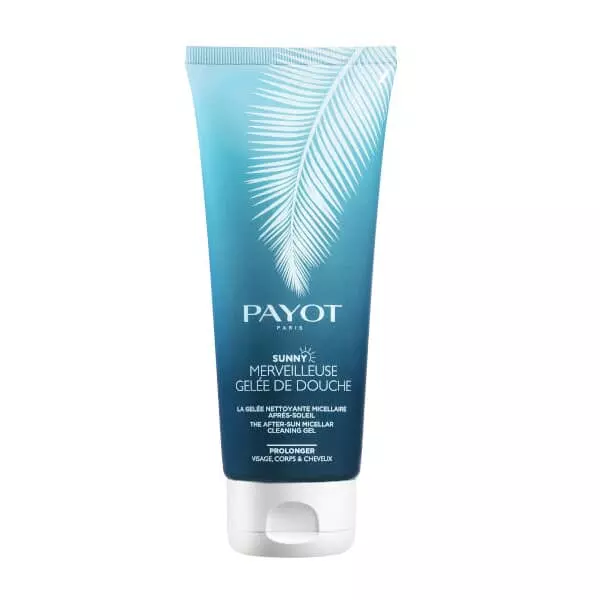 PAYOT
PARIS
SUNNY
MERVEILLEUSE
GELÉE DE DOUCHE
LA GELÉE NETTOYANTE MICELLAIRE
APRÈS-SOLEIL
THE AFTER-SUN MICELLAR
CLEANING GEL
PROLONGER
VISAGE, CORPS & CHEVEUX